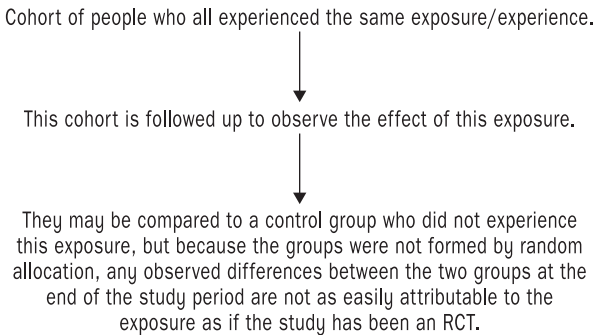 Cohort of people who all experienced the same exposure/experience.
This cohort is followed up to observe the effect of this exposure.
They may be compared to a control group who did not experience
this exposure, but because the groups were not formed by random
allocation, any observed differences between the two groups at the
end of the study period are not as easily attributable to the
exposure as if the study has been an RCT.